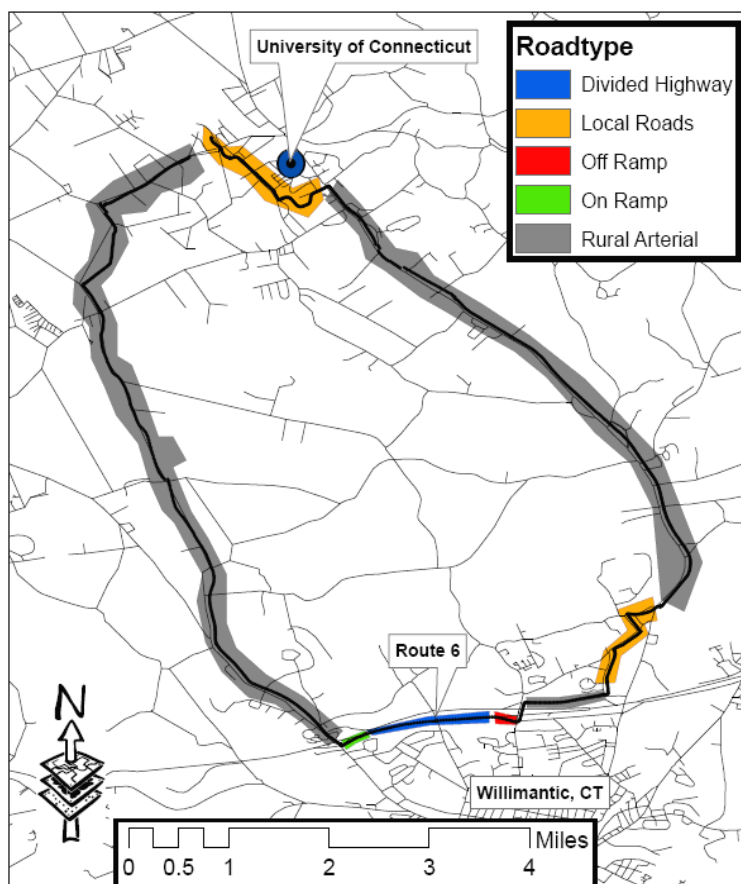 University of Connecticut
Roadtype
Divided Highway
Local Roads
Off Ramp
On Ramp
Rural Arterial
Route 6
N
Willimantic, CT
Miles
0 0.5 1 2 3 4